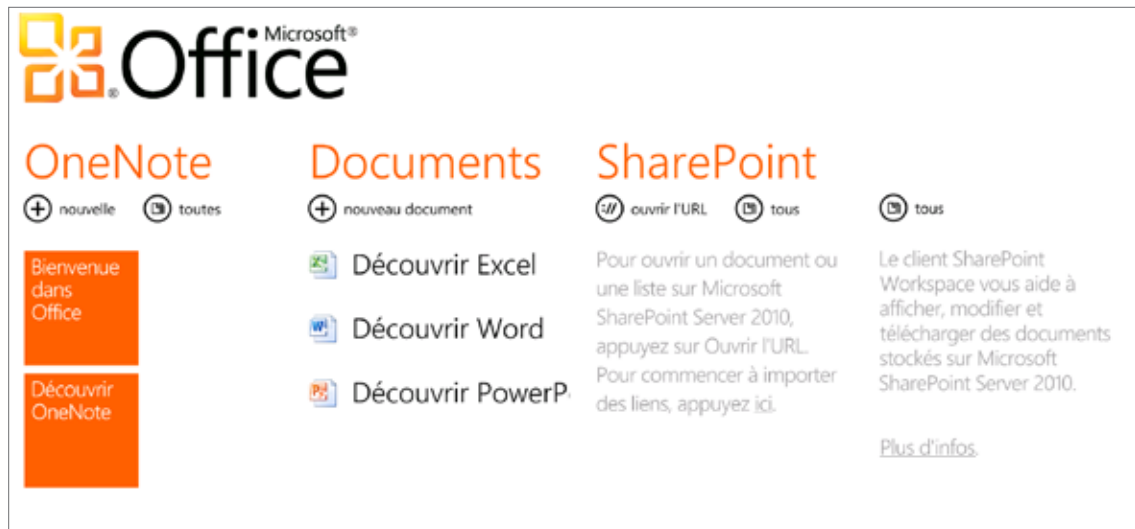 Microsoft®
Office
OneNote
nouvelle
toutes
Bienvenue
dans
Office
Découvrir
OneNote
Documents
nouveau document
Découvrir Excel
Découvrir Word
Découvrir PowerP
SharePoint
ouvrir l'URL
tous
Pour ouvrir un document ou
une liste sur Microsoft
SharePoint Server 2010,
appuyez sur Ouvrir l'URL.
Pour commencer à importer
des liens, appuyez ici.
tous
Le client SharePoint
Workspace vous aide à
afficher, modifier et
télécharger des documents
stockés sur Microsoft
SharePoint Server 2010.
Plus d'infos.